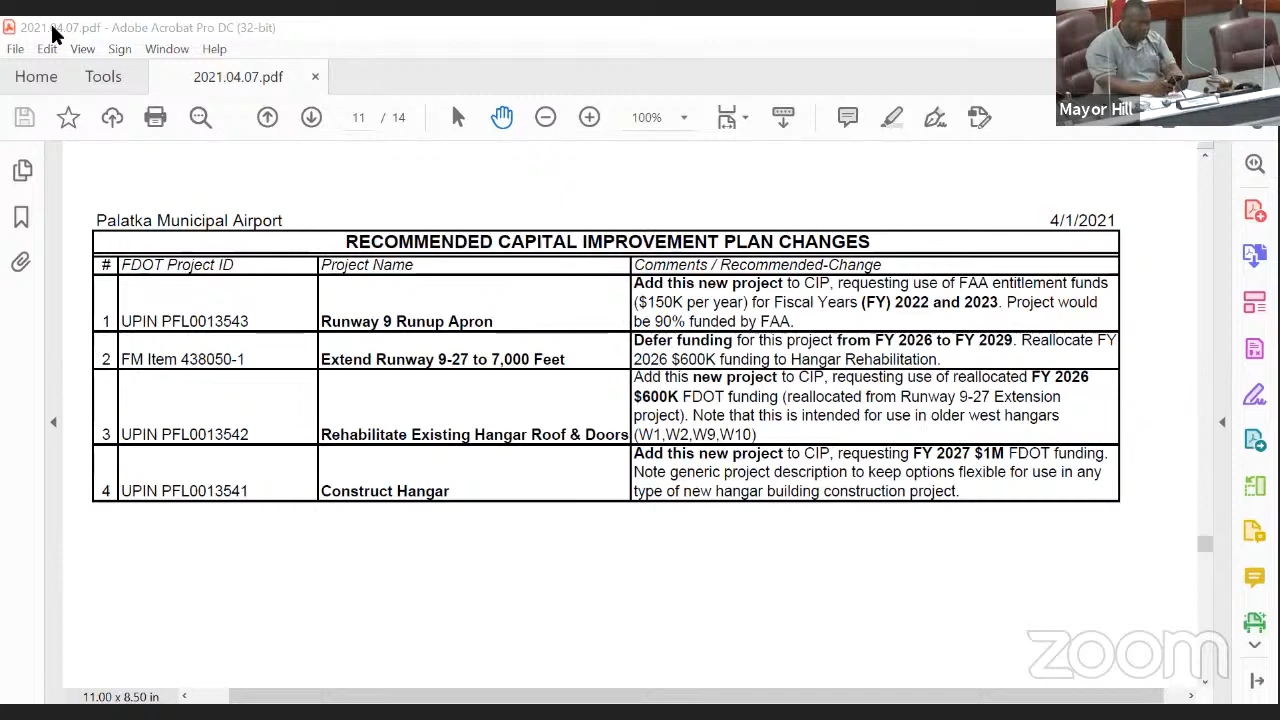 2021.04.07.pdf - Adobe Acrobat Pro DC (32-bit)
File Edit View Sign Window Help
Home Tools 2021.04.07.pdf ×
11 / 14 100%
Mayor Hill
Palatka Municipal Airport 4/1/2021
RECOMMENDED CAPITAL IMPROVEMENT PLAN CHANGES
# FDOT Project ID Project Name Comments / Recommended-Change
Add this new project to CIP, requesting use of FAA entitlement funds
($150K per year) for Fiscal Years (FY) 2022 and 2023. Project would
1 UPIN PFL0013543 Runway 9 Runup Apron be 90% funded by FAA.
Defer funding for this project from FY 2026 to FY 2029. Reallocate FY
2 FM Item 438050-1 Extend Runway 9-27 to 7,000 Feet 2026 $600K funding to Hangar Rehabilitation.
Add this new project to CIP, requesting use of reallocated FY 2026
$600K FDOT funding (reallocated from Runway 9-27 Extension
project). Note that this is intended for use in older west hangars
3 UPIN PFL0013542 Rehabilitate Existing Hangar Roof & Doors (W1,W2,W9,W10)
Add this new project to CIP, requesting FY 2027 $1M FDOT funding.
Note generic project description to keep options flexible for use in any
4 UPIN PFL0013541 Construct Hangar type of new hangar building construction project.
zoom
11.00 x 8.50 in